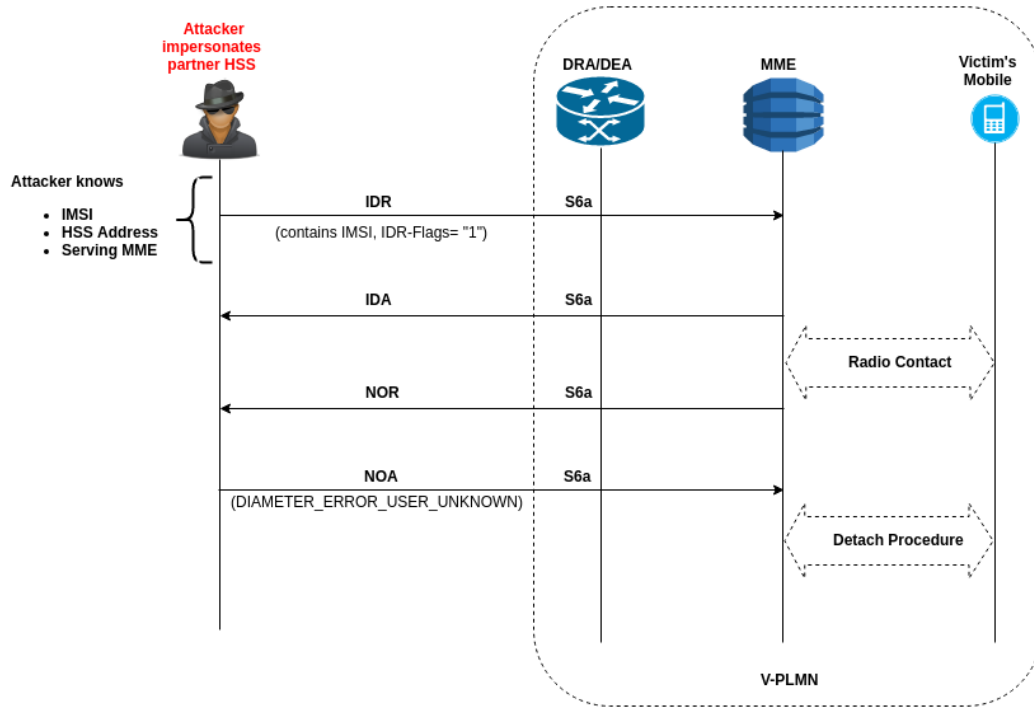 Attacker
impersonates
partner HSS
DRA/DEA
MME
Victim's
Mobile
Attacker knows
• IMSI
• HSS Address
• Serving MME
IDR
S6a
(contains IMSI, IDR-Flags= "1")
IDA
S6a
Radio Contact
NOR
S6a
NOA
S6a
(DIAMETER_ERROR_USER_UNKNOWN)
Detach Procedure
V-PLMN